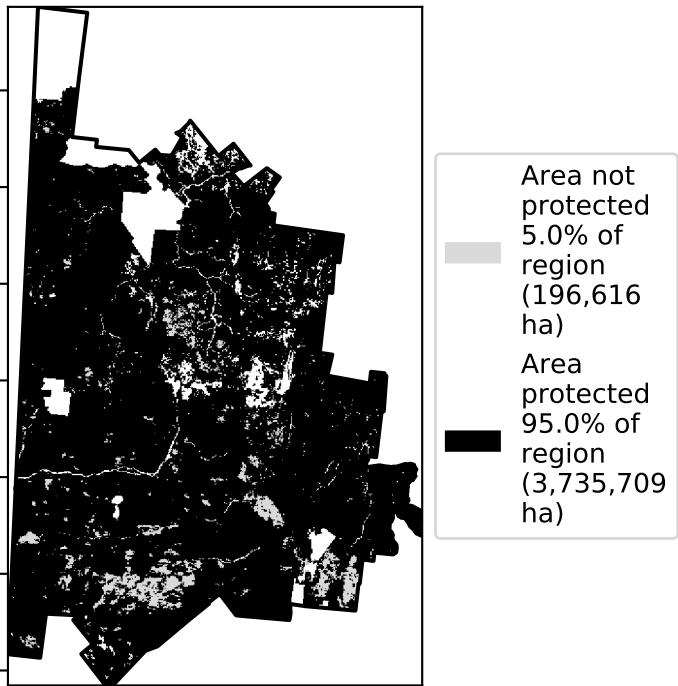 Area not
protected
5.0% of
region
(196,616
ha)
Area
protected
95.0% of
region
(3,735,709
ha)